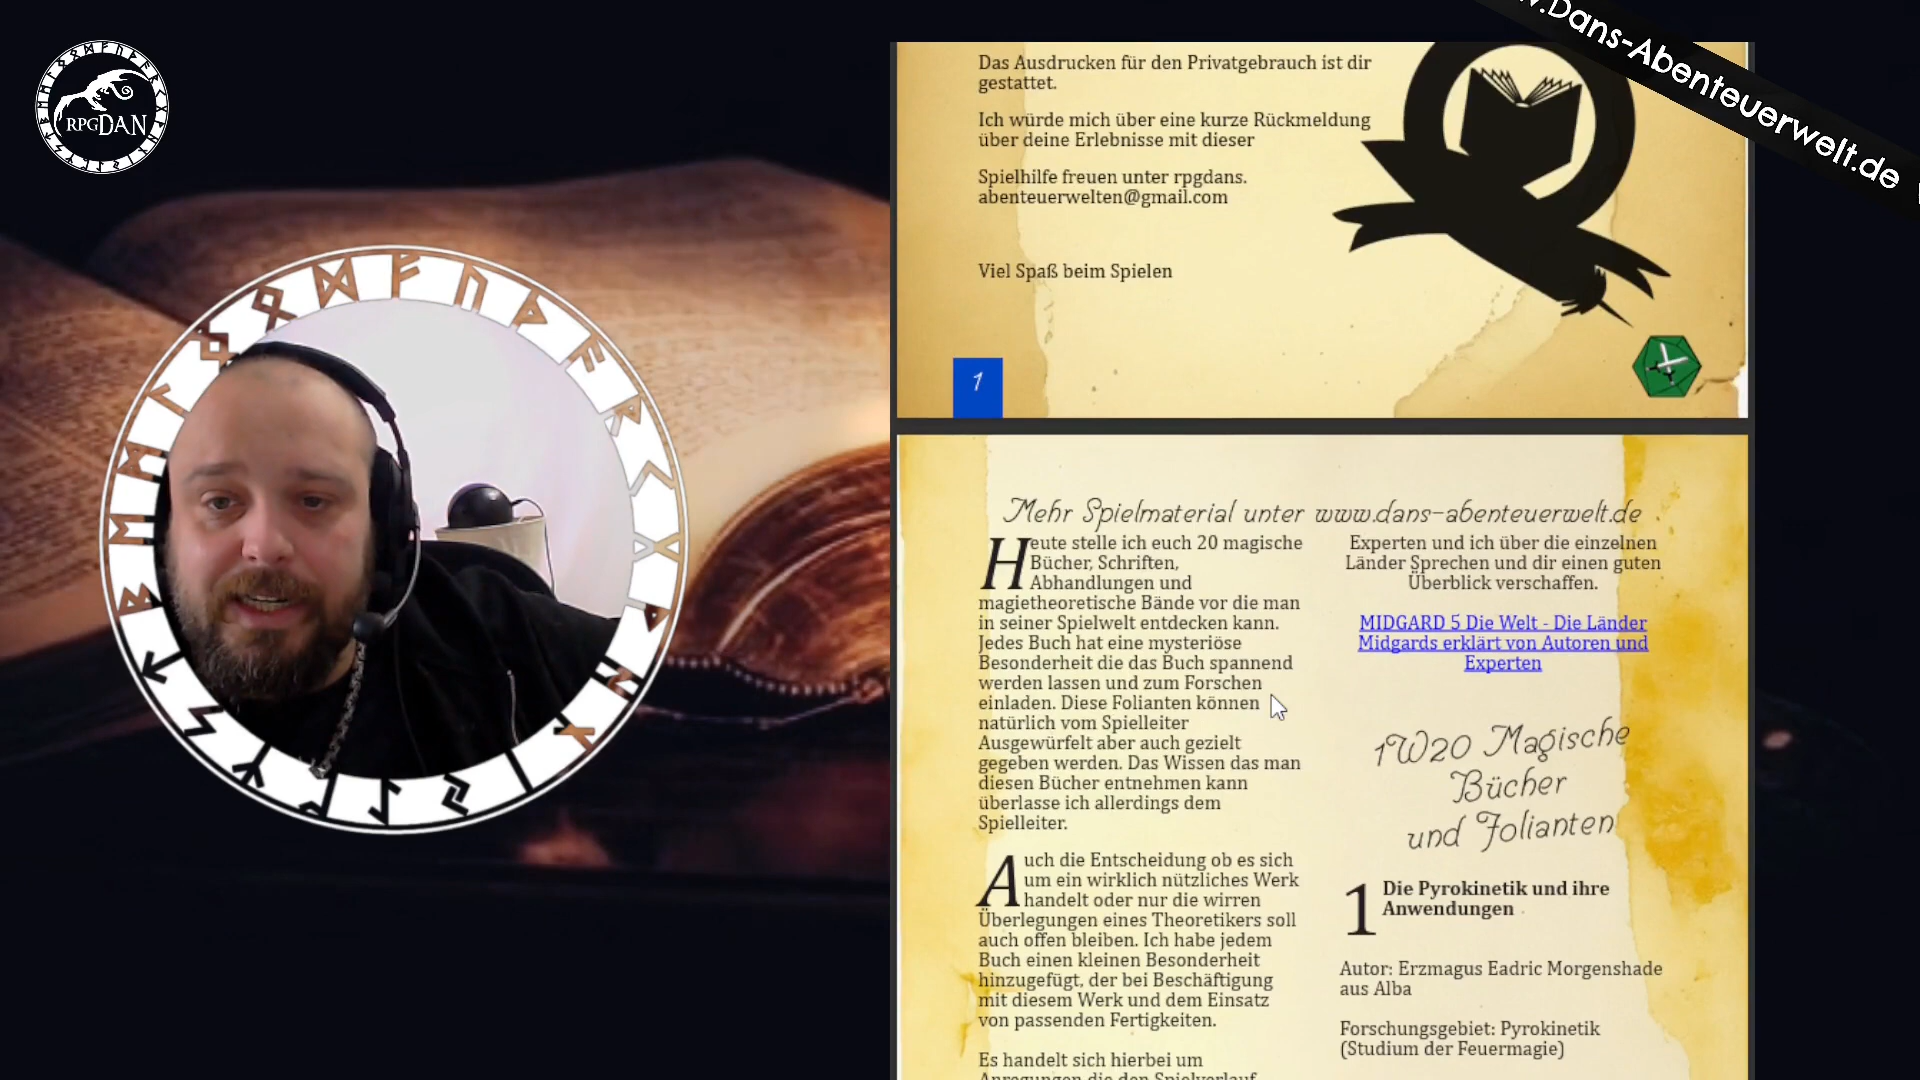 RPGDAN
Dans-Abenteuerwelt.de
Das Ausdrucken für den Privatgebrauch ist dir
gestattet.
Ich würde mich über eine kurze Rückmeldung
über deine Erlebnisse mit dieser
Spielhilfe freuen unter rpgdans.
abenteuerwelten@gmail.com
Viel Spaß beim Spielen
1
Mehr Spielmaterial unter www.dans-abenteuerwelt.de
Heute stelle ich euch 20 magische
Bücher, Schriften,
Abhandlungen und
magietheoretische Bände vor die man
in seiner Spielwelt entdecken kann.
Jedes Buch hat eine mysteriöse
Besonderheit die das Buch spannend
werden lassen und zum Forschen
einladen. Diese Folianten können
natürlich vom Spielleiter
Ausgewürfelt aber auch gezielt
gegeben werden. Das Wissen das man
diesen Bücher entnehmen kann
überlasse ich allerdings dem
Spielleiter.
Auch die Entscheidung ob es sich
um ein wirklich nützliches Werk
handelt oder nur die wirren
Überlegungen eines Theoretikers soll
auch offen bleiben. Ich habe jedem
Buch einen kleinen Besonderheit
hinzugefügt, der bei Beschäftigung
mit diesem Werk und dem Einsatz
von passenden Fertigkeiten.
Es handelt sich hierbei um
Anregungen die den Spielverlauf
Experten und ich über die einzelnen
Länder Sprechen und dir einen guten
Überblick verschaffen.
MIDGARD 5 Die Welt - Die Länder
Midgards erklärt von Autoren und
Experten
1W20 Magische
Bücher
und Folianten
1 Die Pyrokinetik und ihre
Anwendungen
Autor: Erzmagus Eadric Morgenshade
aus Alba
Forschungsgebiet: Pyrokinetik
(Studium der Feuermagie)